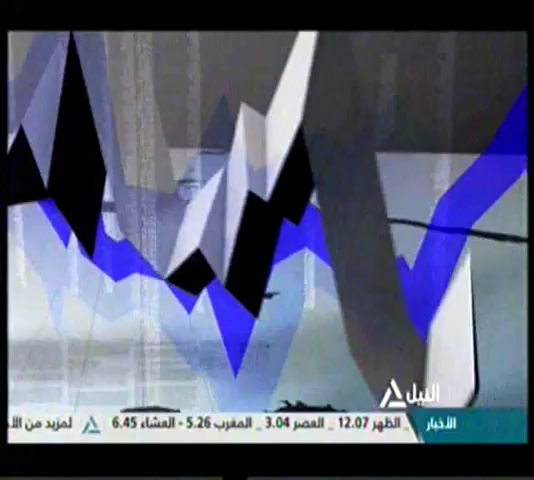 النيل
الأخبار
الظهر 12.07 _ العصر 3.04 _ المغرب 5.26 - العشاء 6.45 لمزيد من